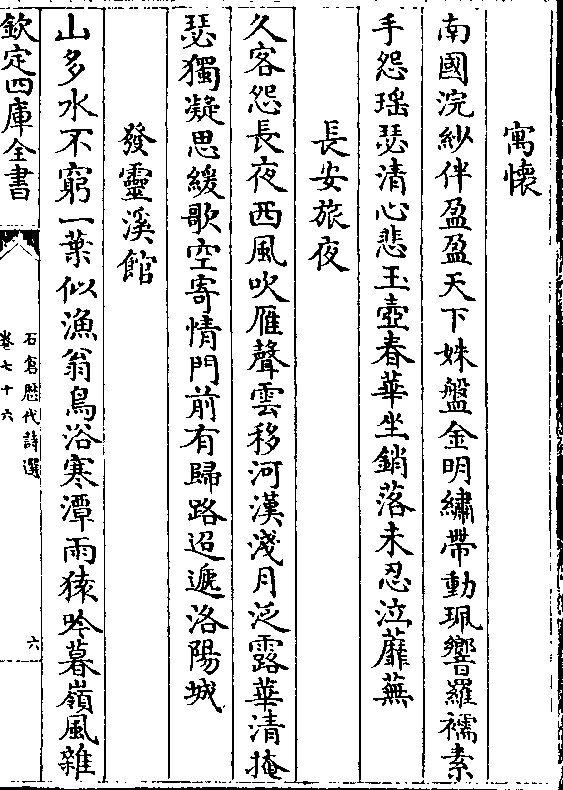 寓懷
南國浣紗伴盈盈天下姝盤金明繡帶動珮響羅襦素
手怨瑶瑟清心悲玉壺春華坐銷落未忍泣蘼蕪
長安旅夜
久客怨長夜西風吹雁聲雲移河漢淺月泛露華清掩
瑟獨凝思緩歌空寄情門前有歸路迢遞洛陽城
發靈溪館
山多水不窮一葉似漁翁鳥浴寒潭雨猿吟暮嶺風雜
欽定四庫全書
石倉歷代詩選
卷七十六
六